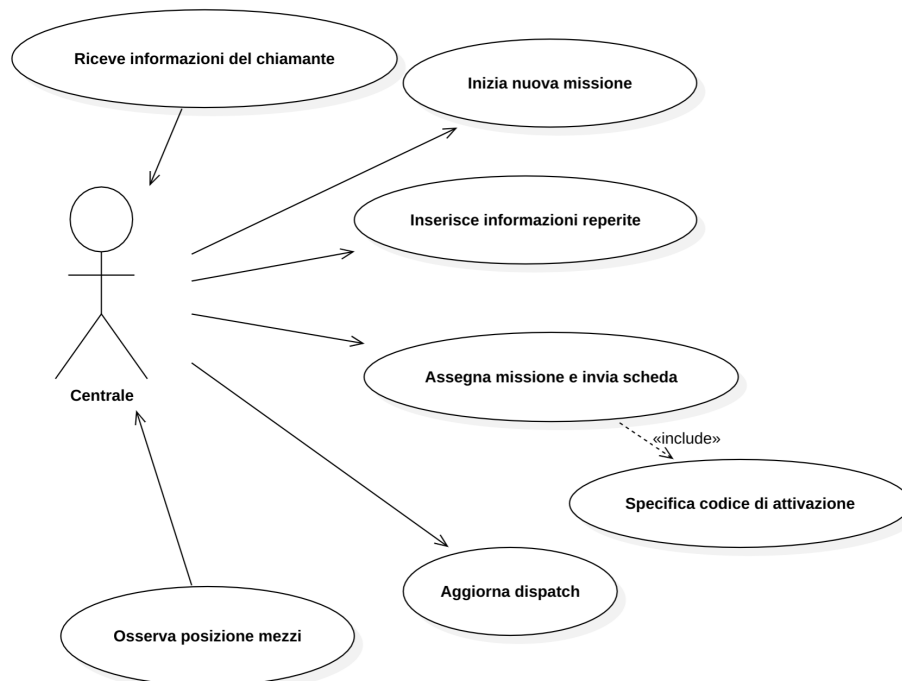 Riceve informazioni del chiamante
Inizia nuova missione
Inserisce informazioni reperite
Assegna missione e invia scheda
Centrale
«include»
Specifica codice di attivazione
Aggiorna dispatch
Osserva posizione mezzi